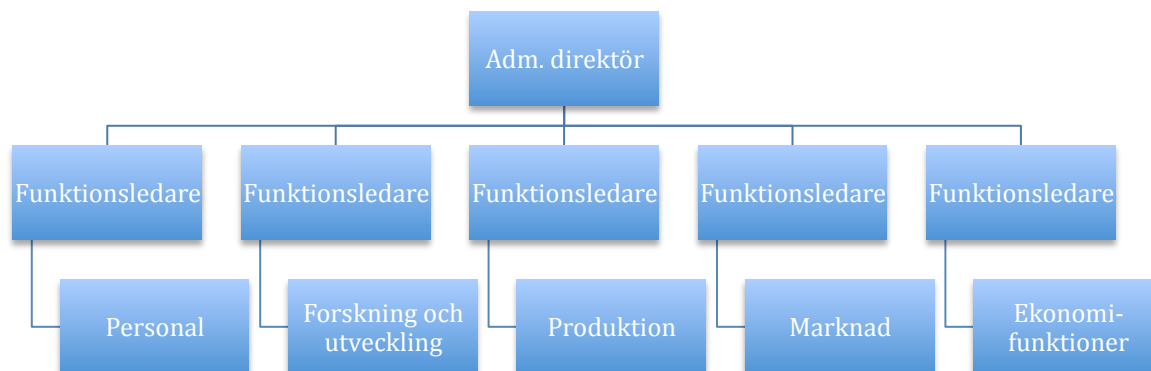 Adm. direktör
Funktionsledare
Funktionsledare
Funktionsledare
Funktionsledare
Funktionsledare
Personal
Forskning och
utveckling
Produktion
Marknad
Ekonomi-
funktioner